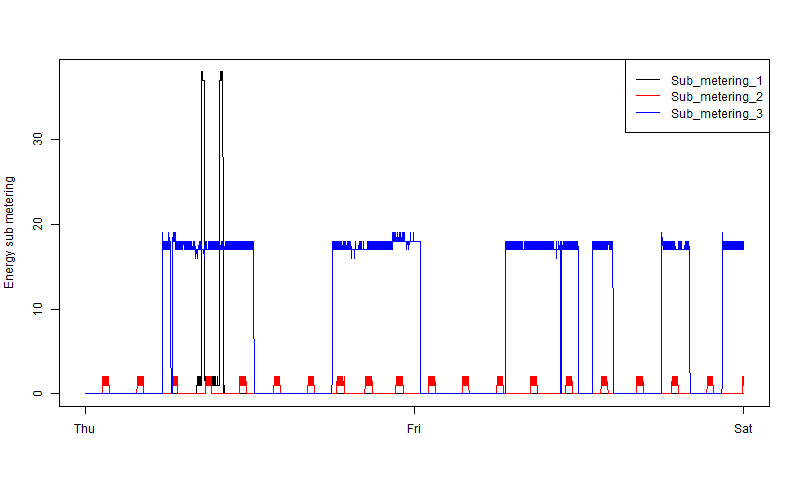 Sub_metering_1
Sub_metering_2
Sub_metering_3
Energy sub metering
30
20
10
0
Thu
Fri
Sat